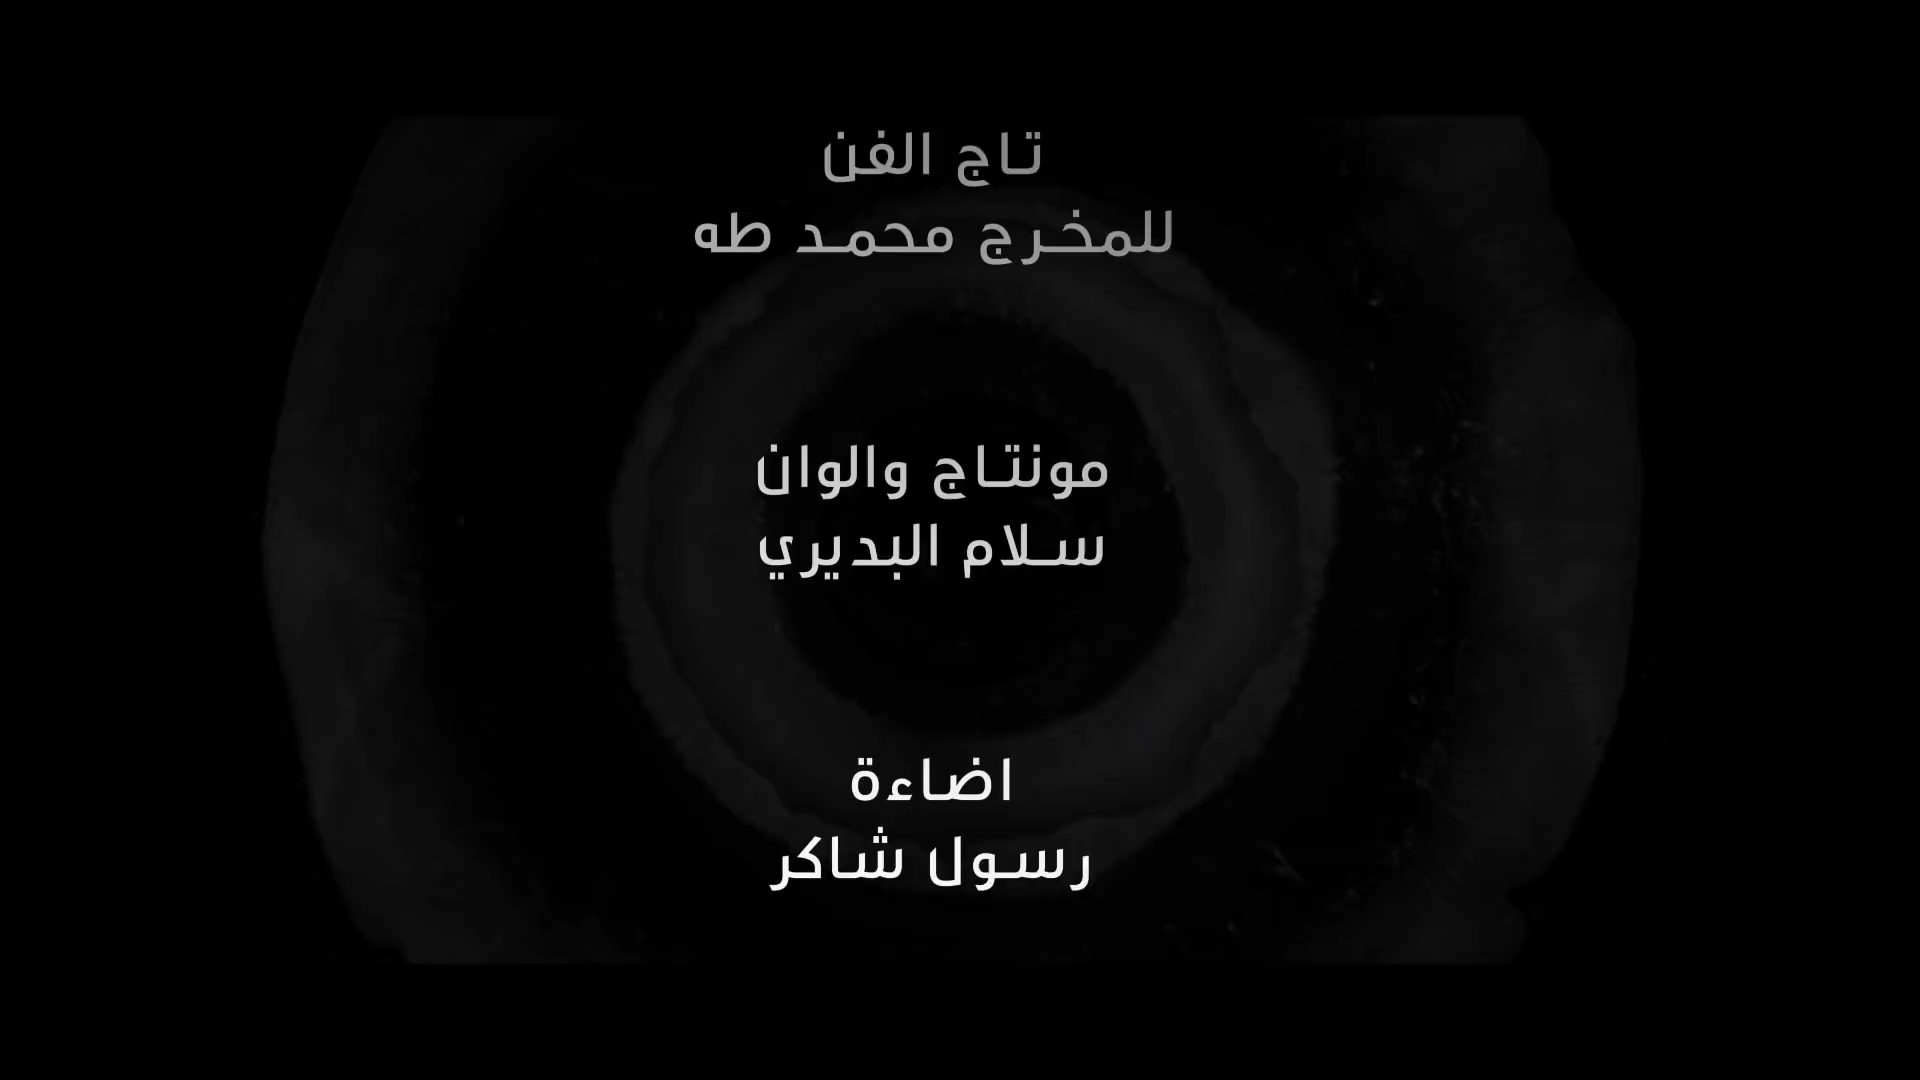 تاج الفن
للمخرج محمد طه
مونتاج والوان
سلام البديري
اضاءة
رسول شاكر